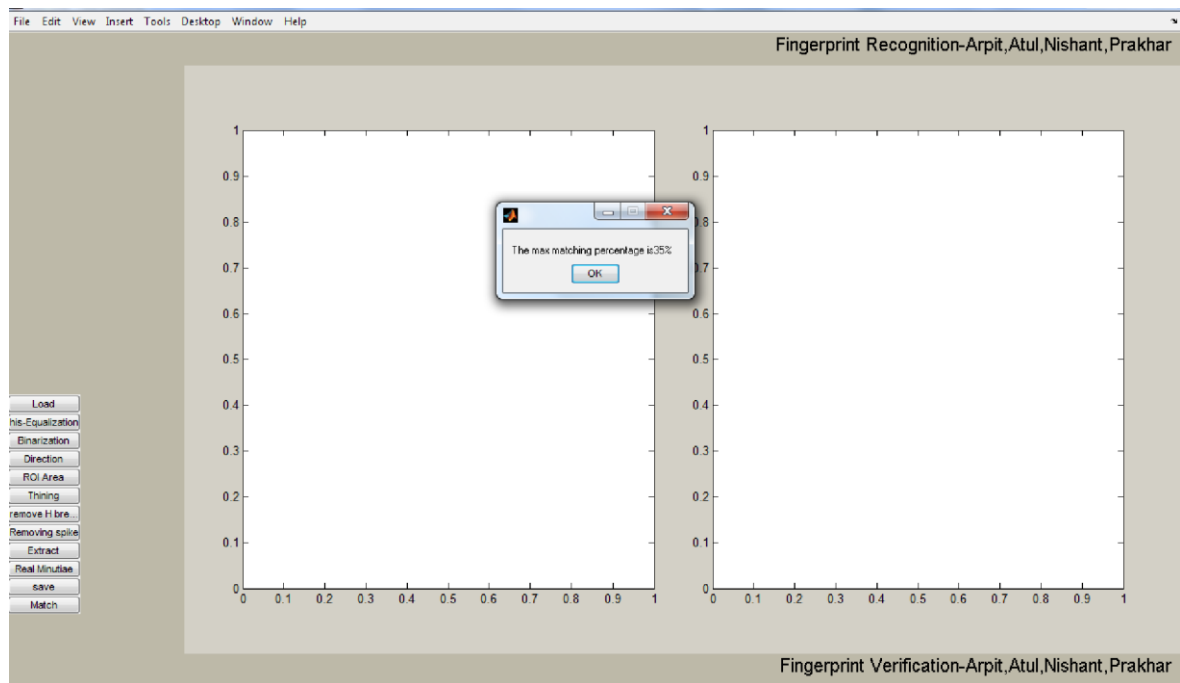 File Edit View Insert Tools Desktop Window Help
Fingerprint Recognition-Arpit,Atul,Nishant,Prakhar
1
0.9
0.8
0.7
0.6
0.5
0.4
0.3
0.2
0.1
0
0 0.1 0.2 0.3 0.4 0.5 0.6 0.7 0.8 0.9 1
1
0.9
0.8
0.7
0.6
0.5
0.4
0.3
0.2
0.1
0
0 0.1 0.2 0.3 0.4 0.5 0.6 0.7 0.8 0.9 1
The max matching percentage is35%
OK
Load
his-Equalization
Binarization
Direction
ROI Area
Thining
remove H bre...
Removing spike
Extract
Real Minutiae
save
Match
Fingerprint Verification-Arpit,Atul,Nishant,Prakhar